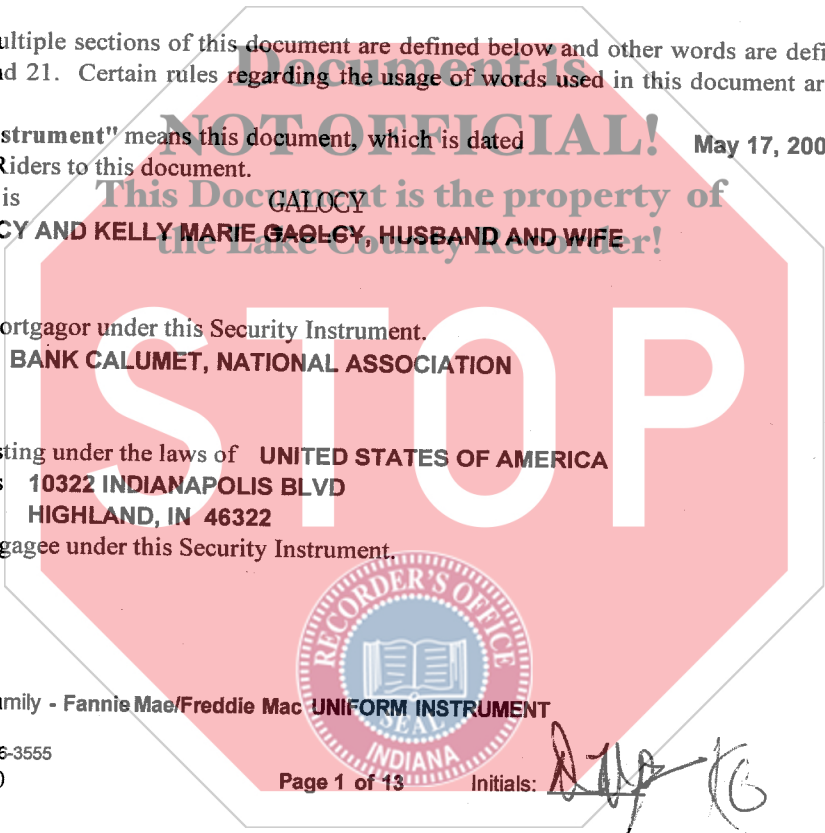 ultiple sections of this document are defined below and other words are defi
nd 21. Certain rules regarding the usage of words used in this document ar
Document is
NOT OFFICIAL!
strument" means this document, which is dated May 17, 200
Riders to this document.
This Document is the property of
is GALOCY
CY AND KELLY MARIE GAOLCY, HUSBAND AND WIFE
the Lake County Recorder!
ortgagor under this Security Instrument.
BANK CALUMET, NATIONAL ASSOCIATION
STOP
sting under the laws of UNITED STATES OF AMERICA
s 10322 INDIANAPOLIS BLVD
HIGHLAND, IN 46322
gagee under this Security Instrument.
RECORDER'S OFFICE
SEAL
INDIANA
mily - Fannie Mae/Freddie Mac UNIFORM INSTRUMENT
6-3555
0 Page 1 of 13 Initials: